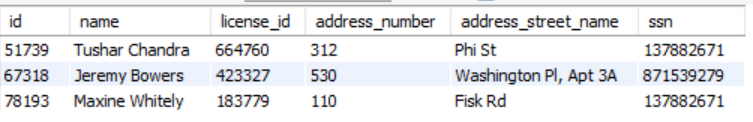 id name license_id address_number address_street_name ssn
51739 Tushar Chandra 664760 312 Phi St 137882671
67318 Jeremy Bowers 423327 530 Washington Pl, Apt 3A 871539279
78193 Maxine Whitely 183779 110 Fisk Rd 137882671